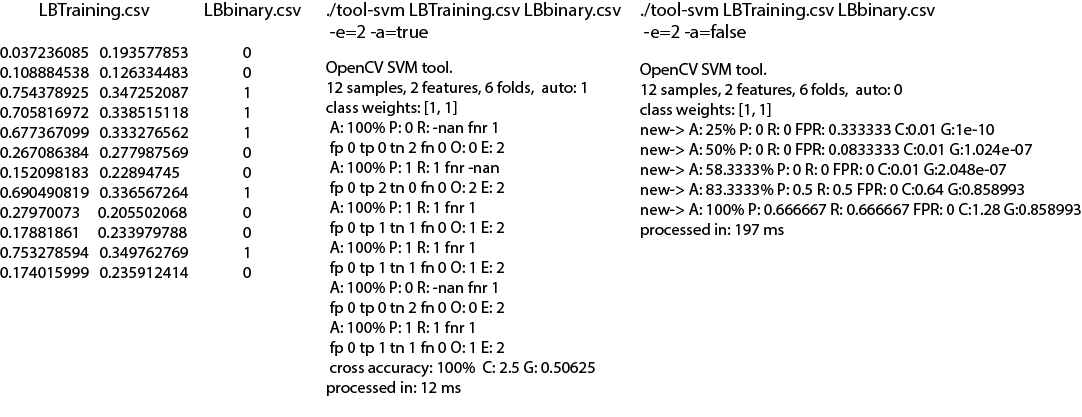 LBTraining.csv
0.037236085 0.193577853
0.108884538 0.126334483
0.754378925 0.347252087
0.705816972 0.338515118
0.677367099 0.333276562
0.267086384 0.277987569
0.152098183 0.22894745
0.690490819 0.336567264
0.27970073 0.205502068
0.17881861 0.233979788
0.753278594 0.349762769
0.174015999 0.235912414
LBbinary.csv
0
0
1
1
1
0
0
1
0
0
1
0
./tool-svm LBTraining.csv LBbinary.csv
-e=2 -a=true
OpenCV SVM tool.
12 samples, 2 features, 6 folds, auto: 1
class weights: [1, 1]
A: 100% P: 0 R: -nan fnr 1
fp 0 tp 0 tn 2 fn 0 O: 0 E: 2
A: 100% P: 1 R: 1 fnr -nan
fp 0 tp 2 tn 0 fn 0 O: 2 E: 2
A: 100% P: 1 R: 1 fnr 1
fp 0 tp 1 tn 1 fn 0 O: 1 E: 2
A: 100% P: 1 R: 1 fnr 1
fp 0 tp 1 tn 1 fn 0 O: 1 E: 2
A: 100% P: 0 R: -nan fnr 1
fp 0 tp 0 tn 2 fn 0 O: 0 E: 2
A: 100% P: 1 R: 1 fnr 1
fp 0 tp 1 tn 1 fn 0 O: 1 E: 2
cross accuracy: 100% C: 2.5 G: 0.50625
processed in: 12 ms
./tool-svm LBTraining.csv LBbinary.csv
-e=2 -a=false
OpenCV SVM tool.
12 samples, 2 features, 6 folds, auto: 0
class weights: [1, 1]
new-> A: 25% P: 0 R: 0 FPR: 0.333333 C:0.01 G:1e-10
new-> A: 50% P: 0 R: 0 FPR: 0.0833333 C:0.01 G:1.024e-07
new-> A: 58.3333% P: 0 R: 0 FPR: 0 C:0.01 G:2.048e-07
new-> A: 83.3333% P: 0.5 R: 0.5 FPR: 0 C:0.64 G:0.858993
new-> A: 100% P: 0.666667 R: 0.666667 FPR: 0 C:1.28 G:0.858993
processed in: 197 ms